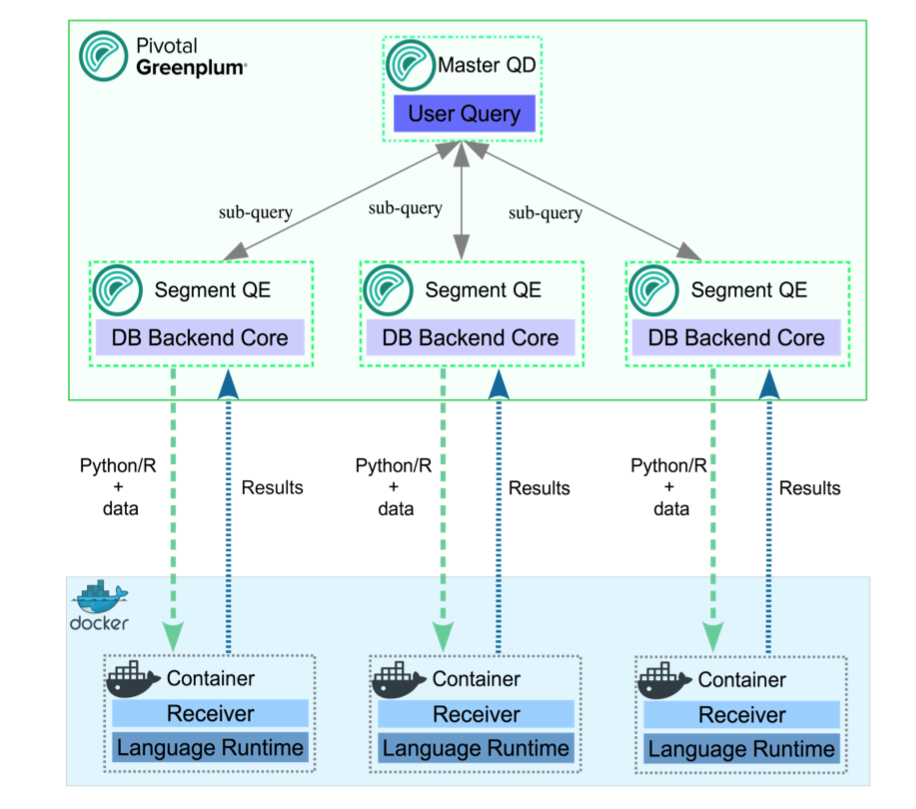 Pivotal
Greenplum®
Master QD
User Query
sub-query
sub-query
sub-query
Segment QE
DB Backend Core
Segment QE
DB Backend Core
Segment QE
DB Backend Core
Python/R
+
data
Results
Python/R
+
data
Results
Python/R
+
data
Results
docker
Container
Receiver
Language Runtime
Container
Receiver
Language Runtime
Container
Receiver
Language Runtime